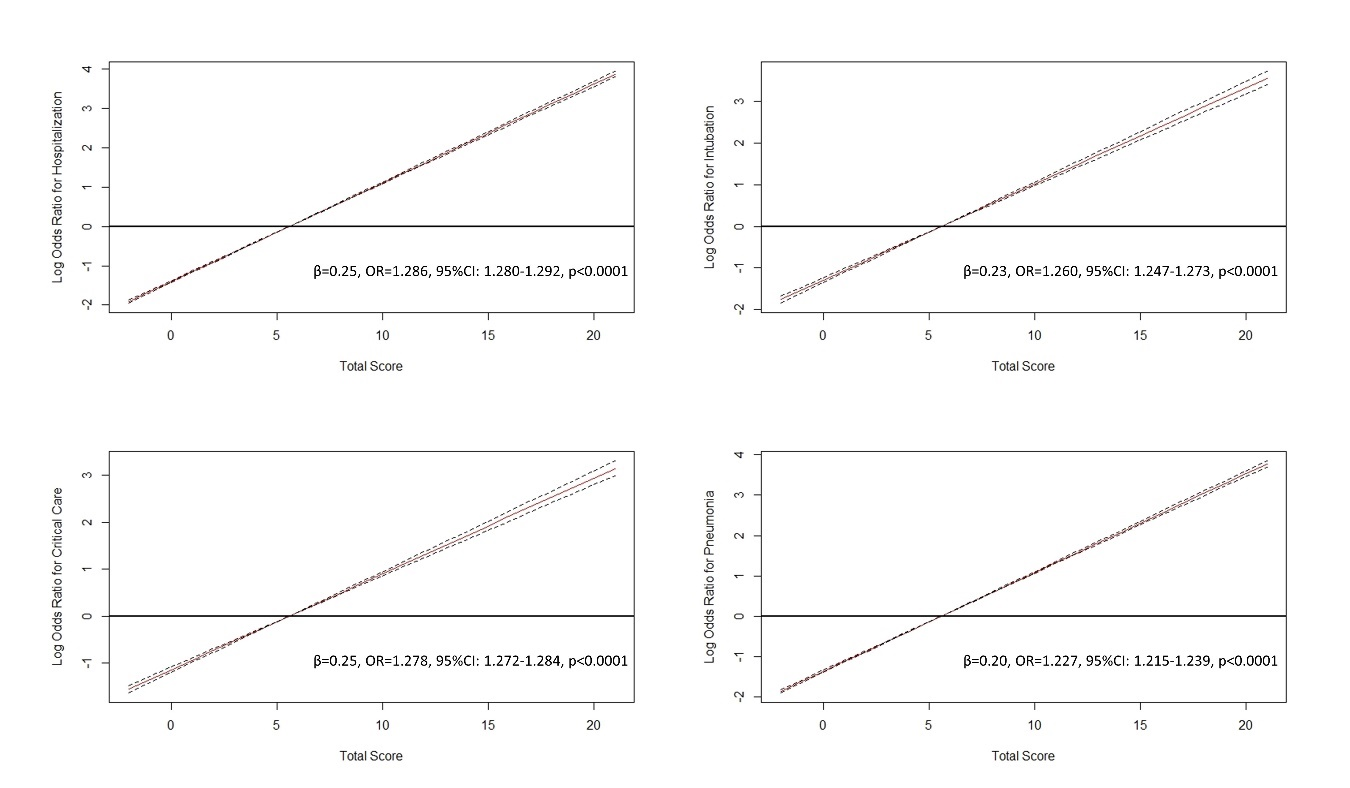 Log Odds Ratio for Hospitalization
4
3
2
1
0
-1
-2
β=0.25, OR=1.286, 95%CI: 1.280-1.292, p<0.0001
0 5 10 15 20
Total Score
Log Odds Ratio for Intubation
3
2
1
0
-1
-2
β=0.23, OR=1.260, 95%CI: 1.247-1.273, p<0.0001
0 5 10 15 20
Total Score
Log Odds Ratio for Critical Care
3
2
1
0
-1
β=0.25, OR=1.278, 95%CI: 1.272-1.284, p<0.0001
0 5 10 15 20
Total Score
Log Odds Ratio for Pneumonia
4
3
2
1
0
-1
-2
β=0.20, OR=1.227, 95%CI: 1.215-1.239, p<0.0001
0 5 10 15 20
Total Score